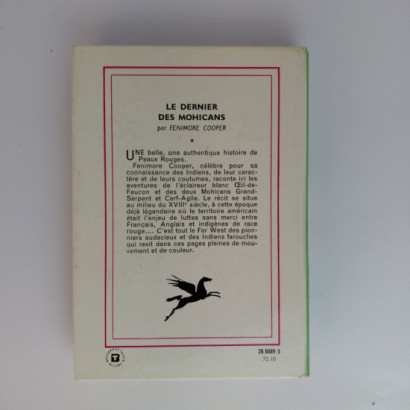 LE DERNIER
DES MOHICANS
par FENIMORE COOPER
UNE belle, une authentique histoire de
Peaux Rouges.
Fenimore Cooper, célèbre pour sa
connaissance des Indiens, de leur carac-
tère et de leurs coutumes, raconte ici les
aventures de l'éclaireur blanc Œil-de-
Faucon et des deux Mohicans Grand-
Serpent et Cerf-Agile. Le récit se situe
au milieu du XVIIIe siècle, à cette époque
déjà légendaire où le territoire américain
était l'enjeu de luttes sans merci entre
Français, Anglais et indigènes de race
rouge.... C'est tout le Far West des pion-
niers audacieux et des Indiens farouches
qui revit dans ces pages pleines de mou-
vement et de couleur.
T